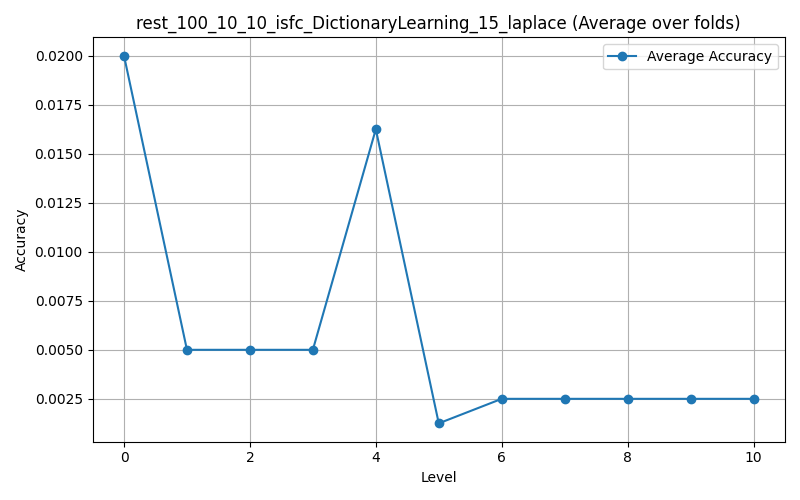 rest_100_10_10_isfc_DictionaryLearning_15_laplace (Average over folds)
Average Accuracy
0.0200
0.0175
0.0150
0.0125
0.0100
0.0075
0.0050
0.0025
Accuracy
0 2 4 6 8 10
Level